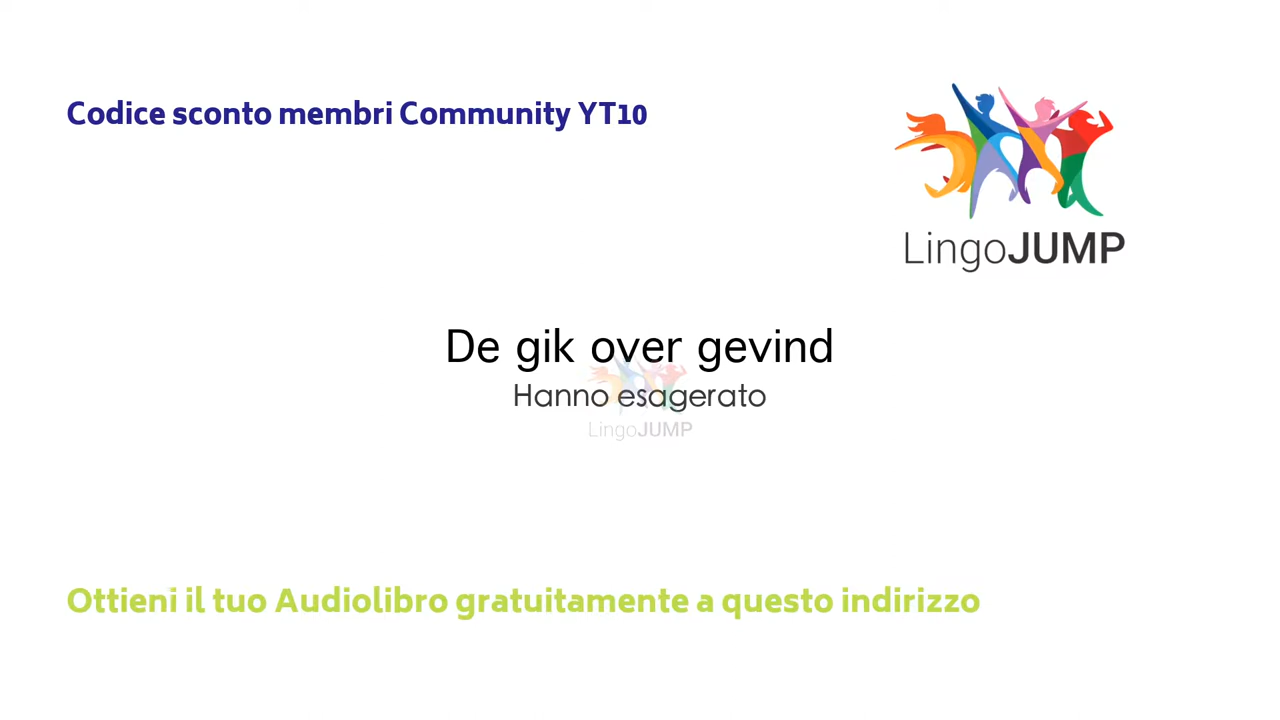 Codice sconto membri Community YT10
LingoJUMP
De gik over gevind
Hanno esagerato
LingoJUMP
Ottieni il tuo Audiolibro gratuitamente a questo indirizzo